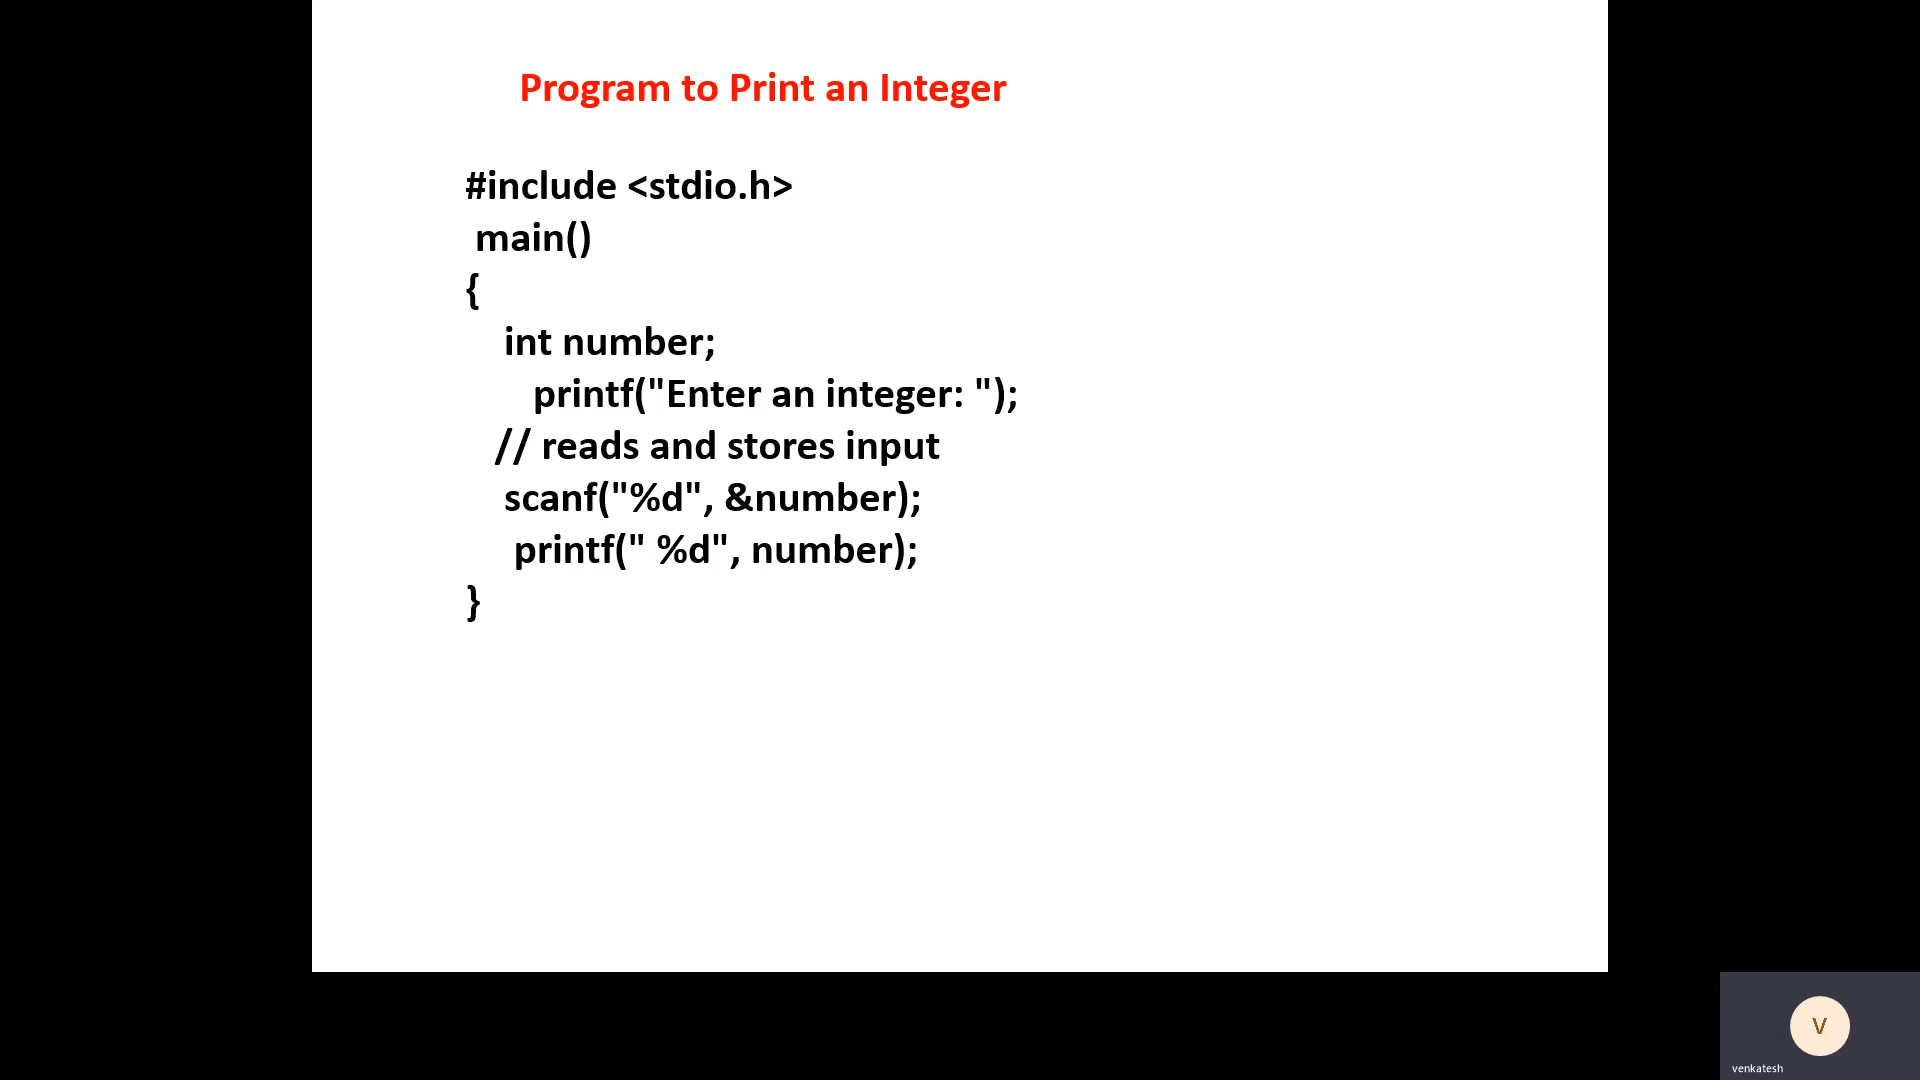 Program to Print an Integer
#include <stdio.h>
main()
{
int number;
printf("Enter an integer: ");
// reads and stores input
scanf("%d", &number);
printf(" %d", number);
}
V
venkatesh